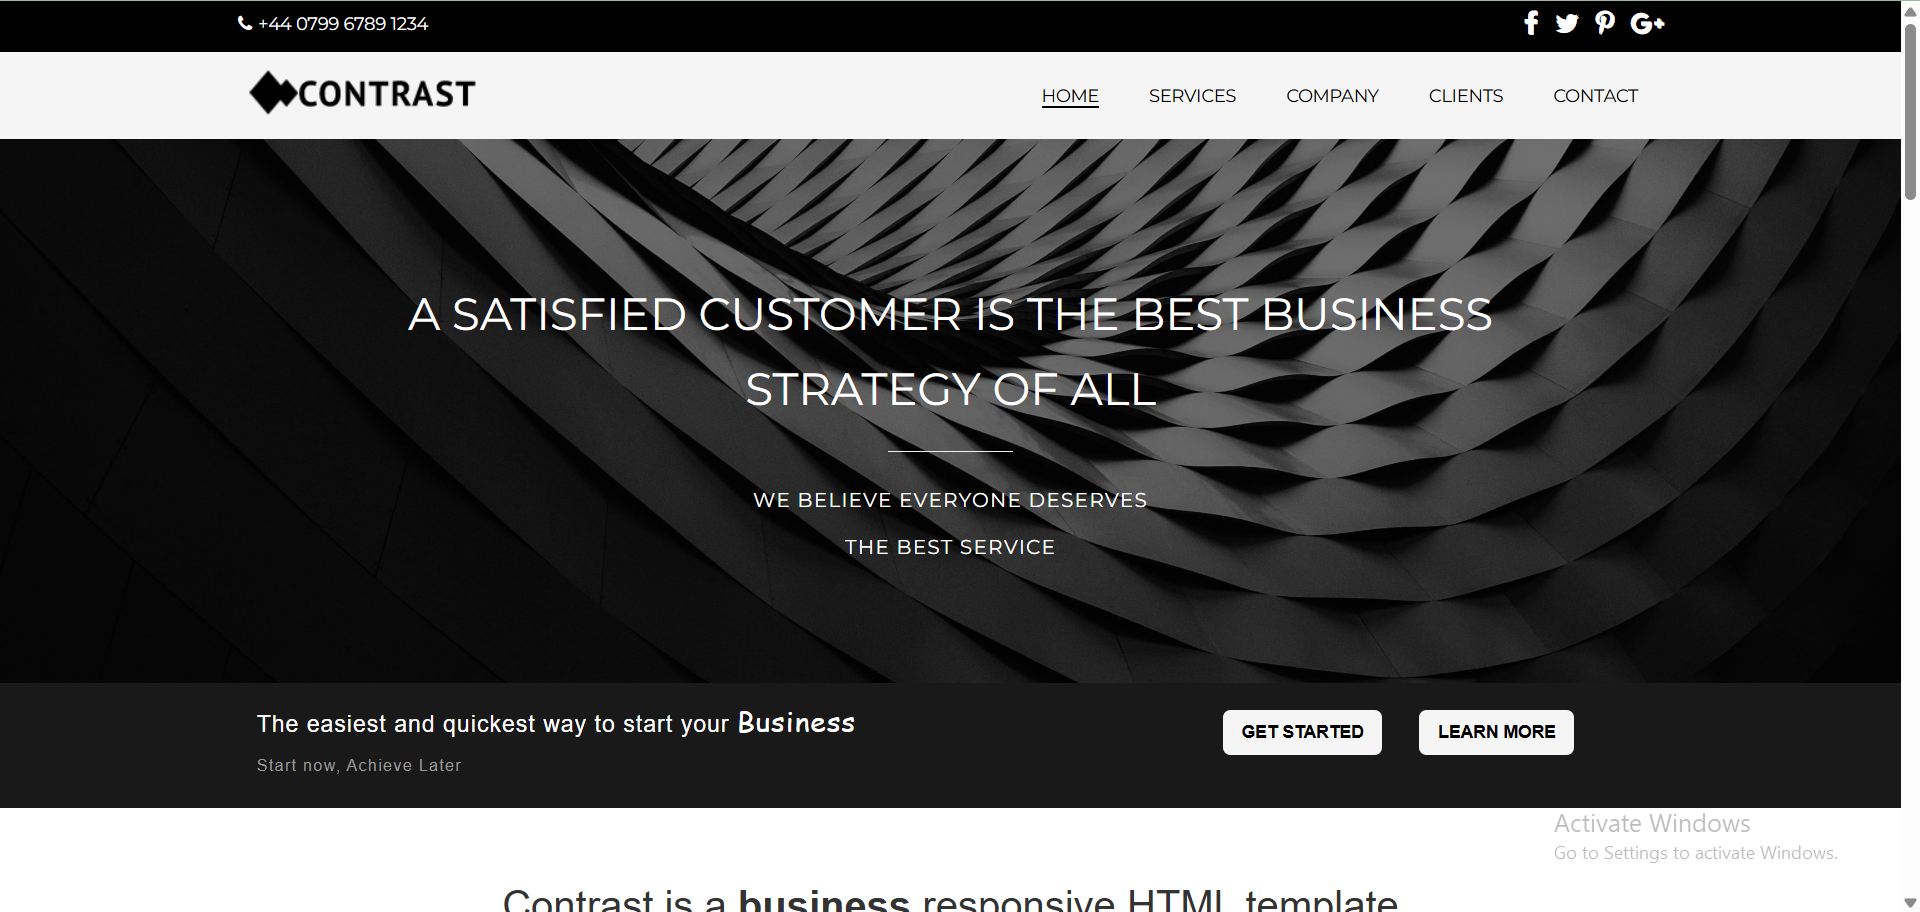 +44 0799 6789 1234
CONTRAST
HOME SERVICES COMPANY CLIENTS CONTACT
A SATISFIED CUSTOMER IS THE BEST BUSINESS
STRATEGY OF ALL
WE BELIEVE EVERYONE DESERVES
THE BEST SERVICE
The easiest and quickest way to start your Business
Start now, Achieve Later
GET STARTED LEARN MORE
Activate Windows
Go to Settings to activate Windows.
Contrast is a business responsive HTML template